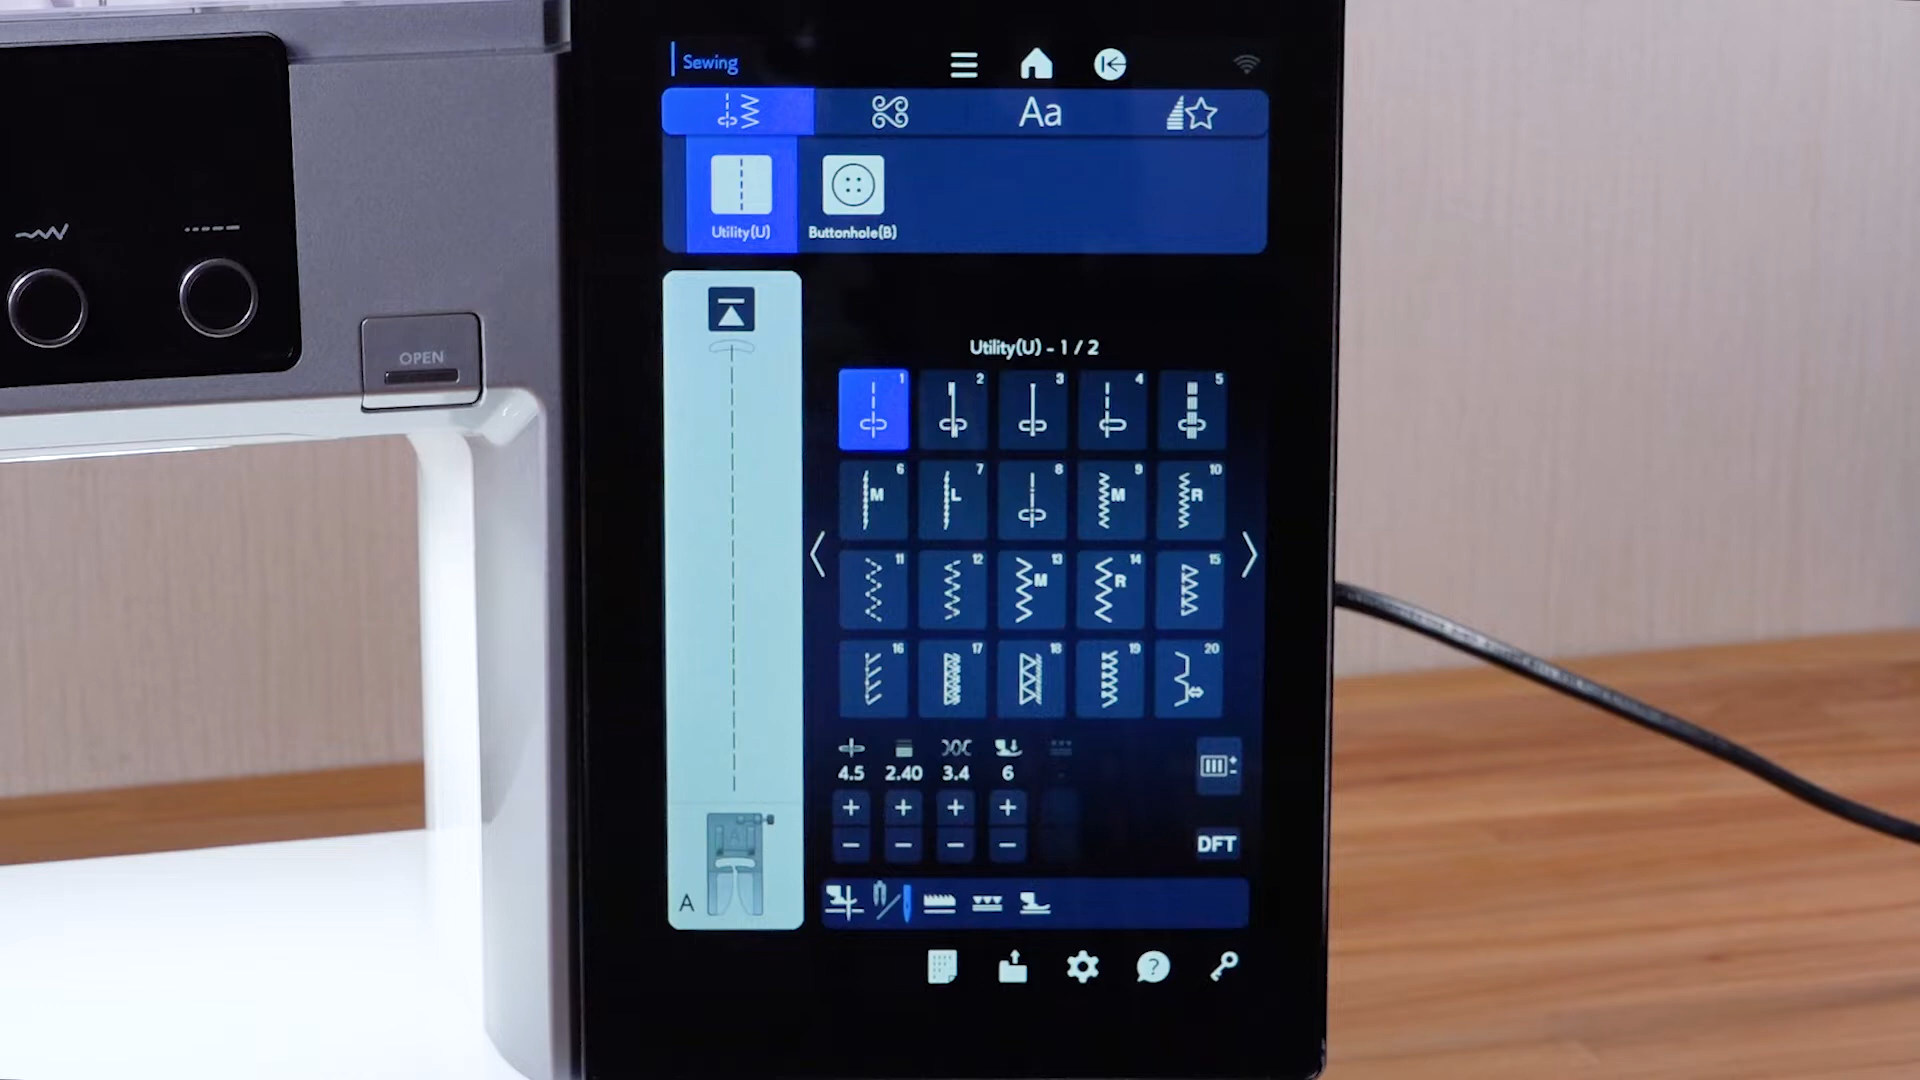 Sewing
Aa
Utility(U) Buttonhole(B)
OPEN
Utility(U) - 1 / 2
1 2 3 4 5
6 M 7 L 8 9 M 10 R
11 12 13 M 14 R 15
16 17 18 19 20
4.5 2.40 3.4 6
+ + + +
− − − −
DFT
A
?